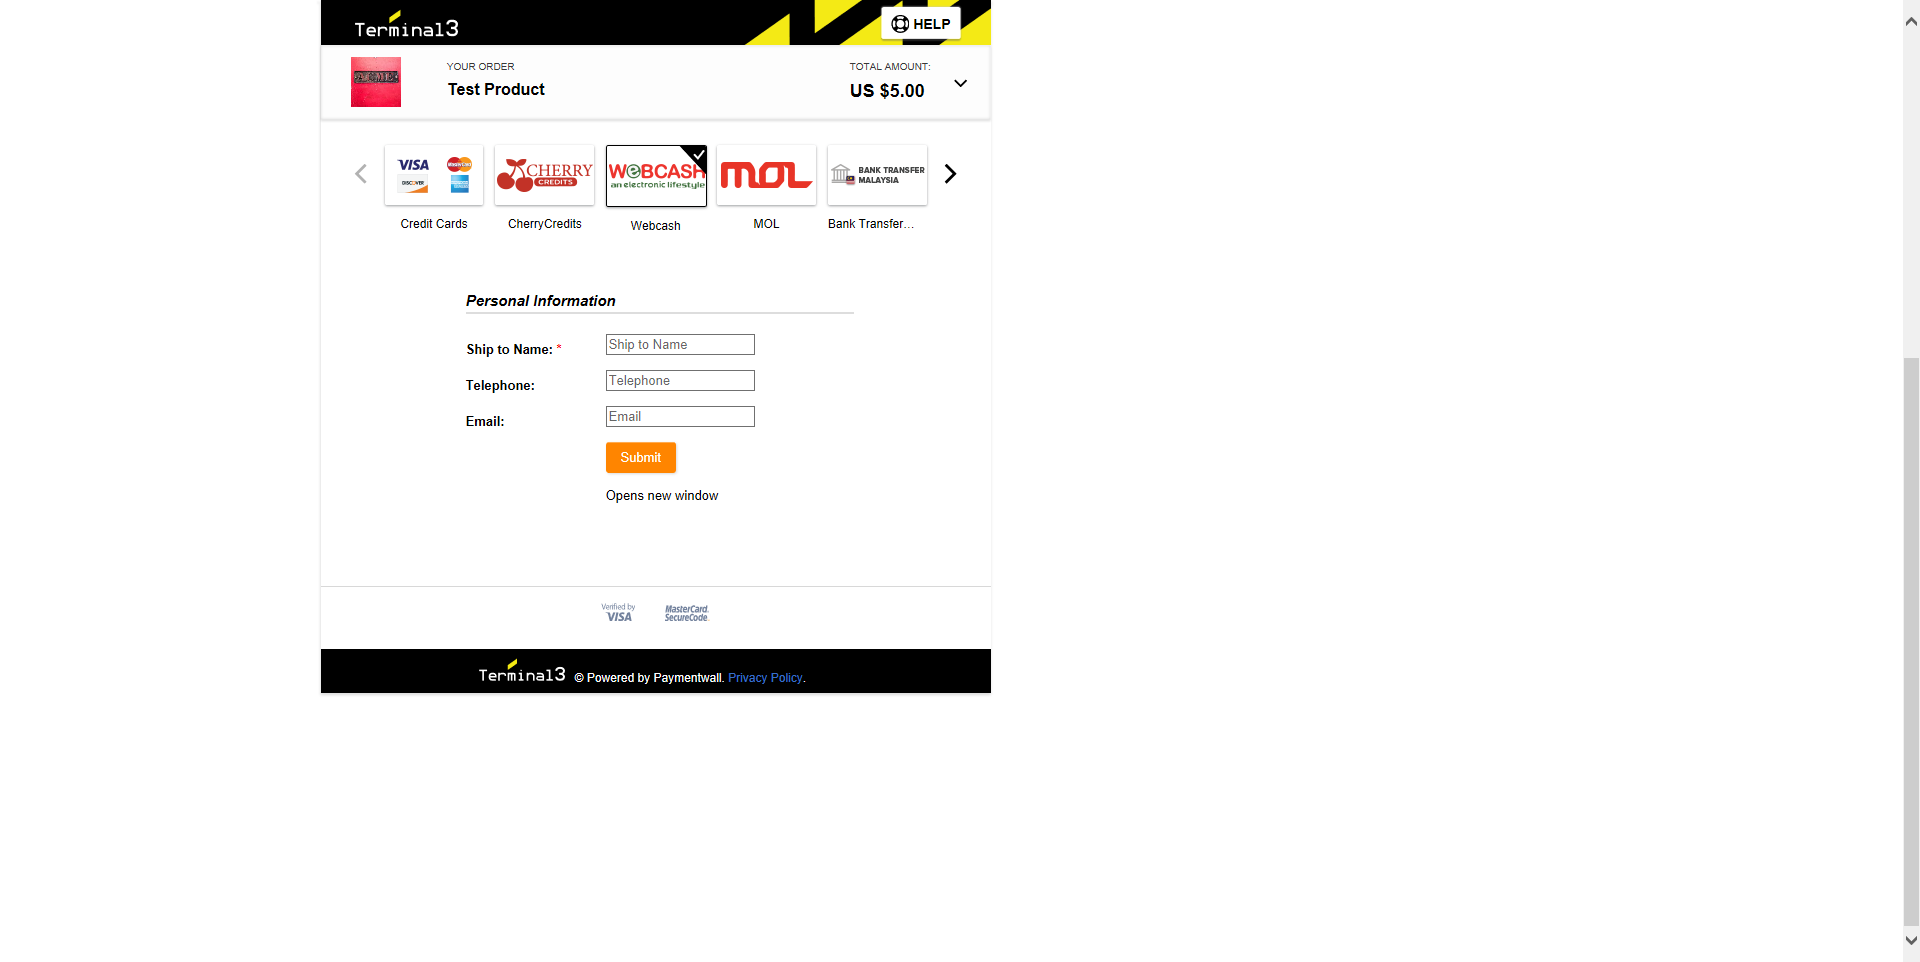 Terminal3
HELP
YOUR ORDER
Test Product
TOTAL AMOUNT:
US $5.00
VISA
MasterCard
DISCOVER
CHERRY
CREDITS
WEBCASH
an electronic lifestyle
MOL
BANK TRANSFER
MALAYSIA
Credit Cards
CherryCredits
Webcash
MOL
Bank Transfer...
Personal Information
Ship to Name: *
Ship to Name
Telephone:
Telephone
Email:
Email
Submit
Opens new window
Verified by
VISA
MasterCard.
SecureCode.
Terminal3 © Powered by Paymentwall. Privacy Policy.